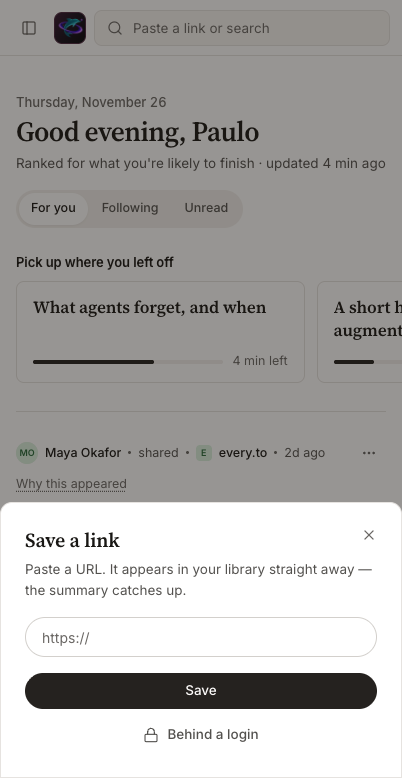 Paste a link or search
Thursday, November 26
Good evening, Paulo
Ranked for what you're likely to finish · updated 4 min ago
For you Following Unread
Pick up where you left off
What agents forget, and when
4 min left
A short h
augment
MO Maya Okafor • shared • E every.to • 2d ago
Why this appeared
Save a link
Paste a URL. It appears in your library straight away —
the summary catches up.
https://
Save
Behind a login